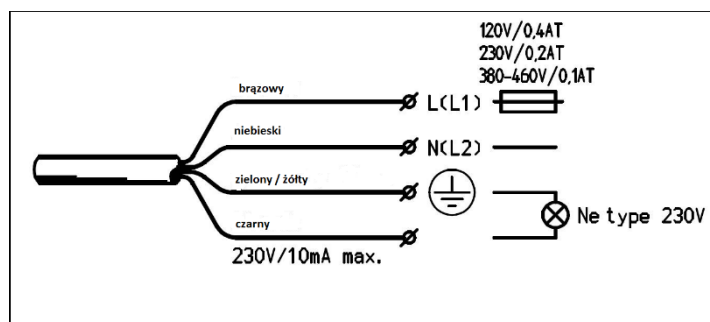 120V/0,4AT
230V/0,2AT
380-460V/0,1AT
brązowy
L(L1)
niebieski
N(L2)
zielony / żółty
Ne type 230V
czarny
230V/10mA max.